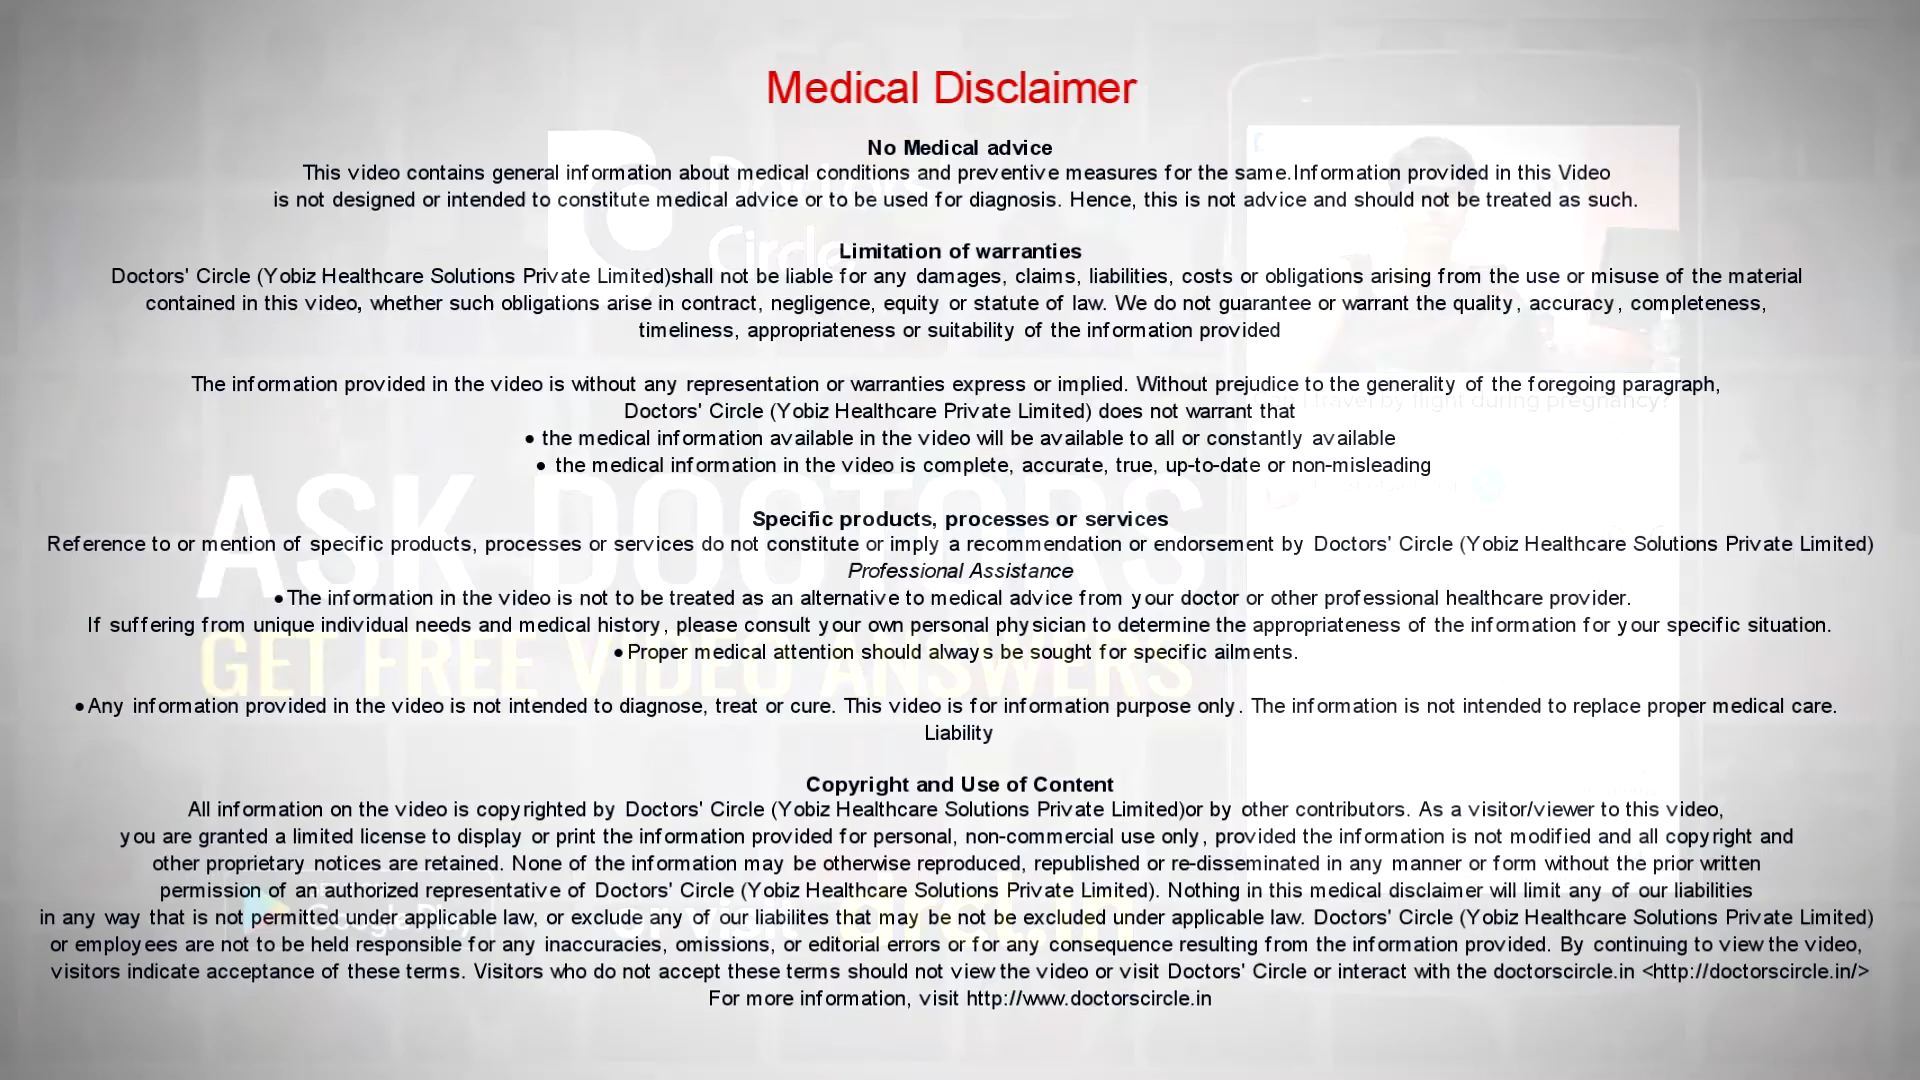 Medical Disclaimer
No Medical advice
This video contains general information about medical conditions and preventive measures for the same.Information provided in this Video
is not designed or intended to constitute medical advice or to be used for diagnosis. Hence, this is not advice and should not be treated as such.
Limitation of warranties
Doctors' Circle (Yobiz Healthcare Solutions Private Limited)shall not be liable for any damages, claims, liabilities, costs or obligations arising from the use or misuse of the material
contained in this video, whether such obligations arise in contract, negligence, equity or statute of law. We do not guarantee or warrant the quality, accuracy, completeness,
timeliness, appropriateness or suitability of the information provided
The information provided in the video is without any representation or warranties express or implied. Without prejudice to the generality of the foregoing paragraph,
Doctors' Circle (Yobiz Healthcare Private Limited) does not warrant that
• the medical information available in the video will be available to all or constantly available
• the medical information in the video is complete, accurate, true, up-to-date or non-misleading
Specific products, processes or services
Reference to or mention of specific products, processes or services do not constitute or imply a recommendation or endorsement by Doctors' Circle (Yobiz Healthcare Solutions Private Limited)
Professional Assistance
•The information in the video is not to be treated as an alternative to medical advice from your doctor or other professional healthcare provider.
If suffering from unique individual needs and medical history, please consult your own personal physician to determine the appropriateness of the information for your specific situation.
•Proper medical attention should always be sought for specific ailments.
•Any information provided in the video is not intended to diagnose, treat or cure. This video is for information purpose only. The information is not intended to replace proper medical care.
Liability
Copyright and Use of Content
All information on the video is copyrighted by Doctors' Circle (Yobiz Healthcare Solutions Private Limited)or by other contributors. As a visitor/viewer to this video,
you are granted a limited license to display or print the information provided for personal, non-commercial use only, provided the information is not modified and all copyright and
other proprietary notices are retained. None of the information may be otherwise reproduced, republished or re-disseminated in any manner or form without the prior written
permission of an authorized representative of Doctors' Circle (Yobiz Healthcare Solutions Private Limited). Nothing in this medical disclaimer will limit any of our liabilities
in any way that is not permitted under applicable law, or exclude any of our liabilites that may be not be excluded under applicable law. Doctors' Circle (Yobiz Healthcare Solutions Private Limited)
or employees are not to be held responsible for any inaccuracies, omissions, or editorial errors or for any consequence resulting from the information provided. By continuing to view the video,
visitors indicate acceptance of these terms. Visitors who do not accept these terms should not view the video or visit Doctors' Circle or interact with the doctorscircle.in <http://doctorscircle.in/>
For more information, visit http://www.doctorscircle.in
Doctors'
Circle
ASK DOCTORS
GET FREE VIDEO ANSWERS
Google Play
or visit drcl.in
travel by flight during pregnancy?